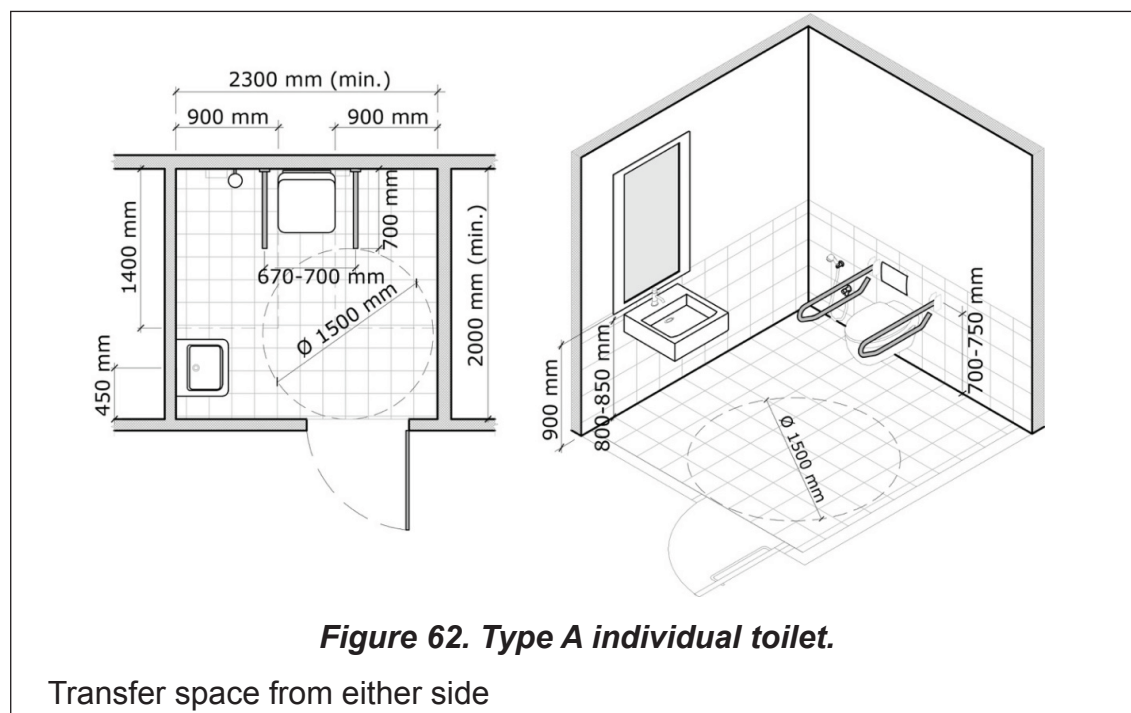 2300 mm (min.)
900 mm
900 mm
1400 mm
700 mm
670-700 mm
2000 mm (min.)
Ø 1500 mm
450 mm
900 mm
800-850 mm
700-750 mm
Ø 1500 mm
Figure 62. Type A individual toilet.
Transfer space from either side